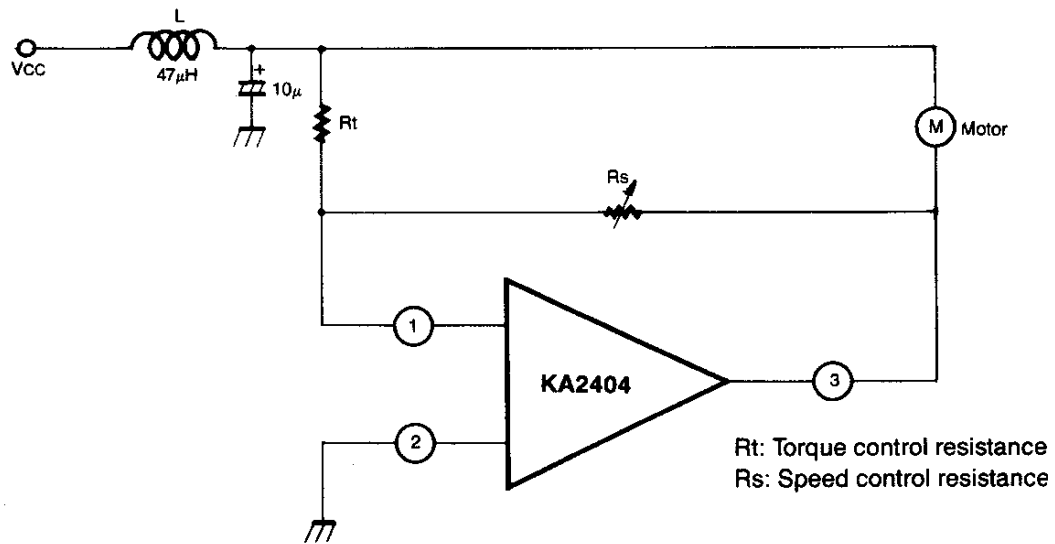 L
Vcc
47μH
+
10μ
Rt
M Motor
Rs
1
KA2404
3
2
Rt: Torque control resistance
Rs: Speed control resistance